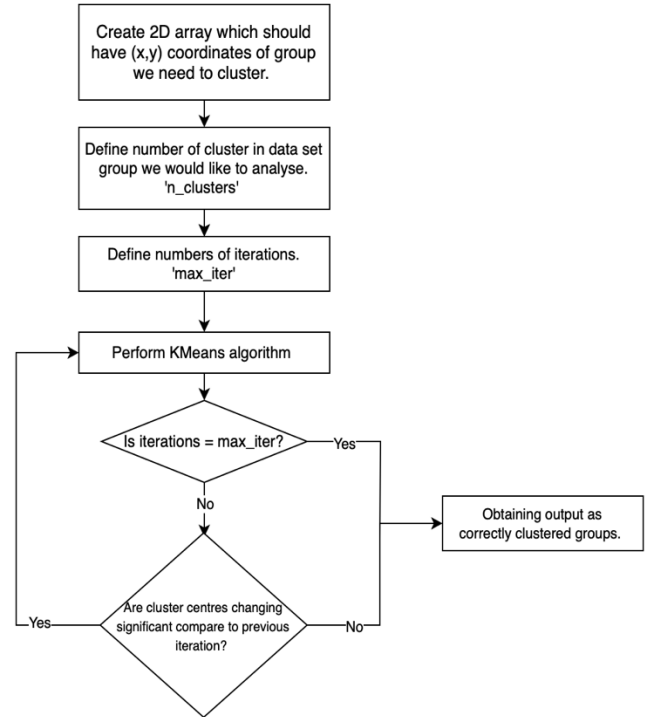 Create 2D array which should
have (x,y) coordinates of group
we need to cluster.
Define number of cluster in data set
group we would like to analyse.
'n_clusters'
Define numbers of iterations.
'max_iter'
Perform KMeans algorithm
Is iterations = max_iter?
Yes
No
Obtaining output as
correctly clustered groups.
Are cluster centres changing
significant compare to previous
iteration?
Yes
No